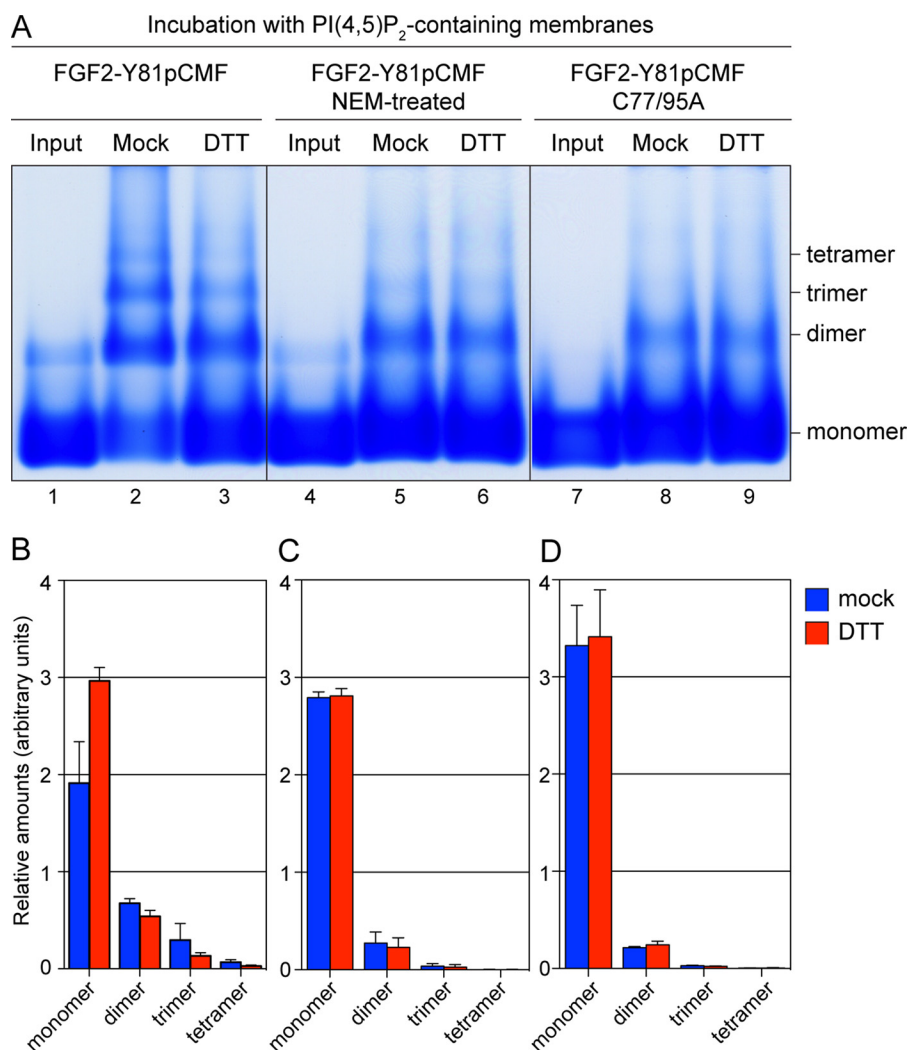 A
Incubation with PI(4,5)P2-containing membranes
FGF2-Y81pCMF
FGF2-Y81pCMF
NEM-treated
FGF2-Y81pCMF
C77/95A
Input Mock DTT Input Mock DTT Input Mock DTT
tetramer
trimer
dimer
monomer
1 2 3 4 5 6 7 8 9
B
Relative amounts (arbitrary units)
4
3
2
1
0
monomer dimer trimer tetramer
C
4
3
2
1
0
monomer dimer trimer tetramer
D
4
3
2
1
0
monomer dimer trimer tetramer
mock
DTT